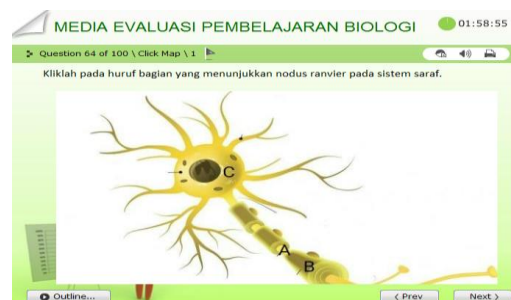 MEDIA EVALUASI PEMBELAJARAN BIOLOGI
01:58:55
Question 64 of 100 \ Click Map \ 1
Kliklah pada huruf bagian yang menunjukkan nodus ranvier pada sistem saraf.
C
A
B
Outline...
< Prev
Next >